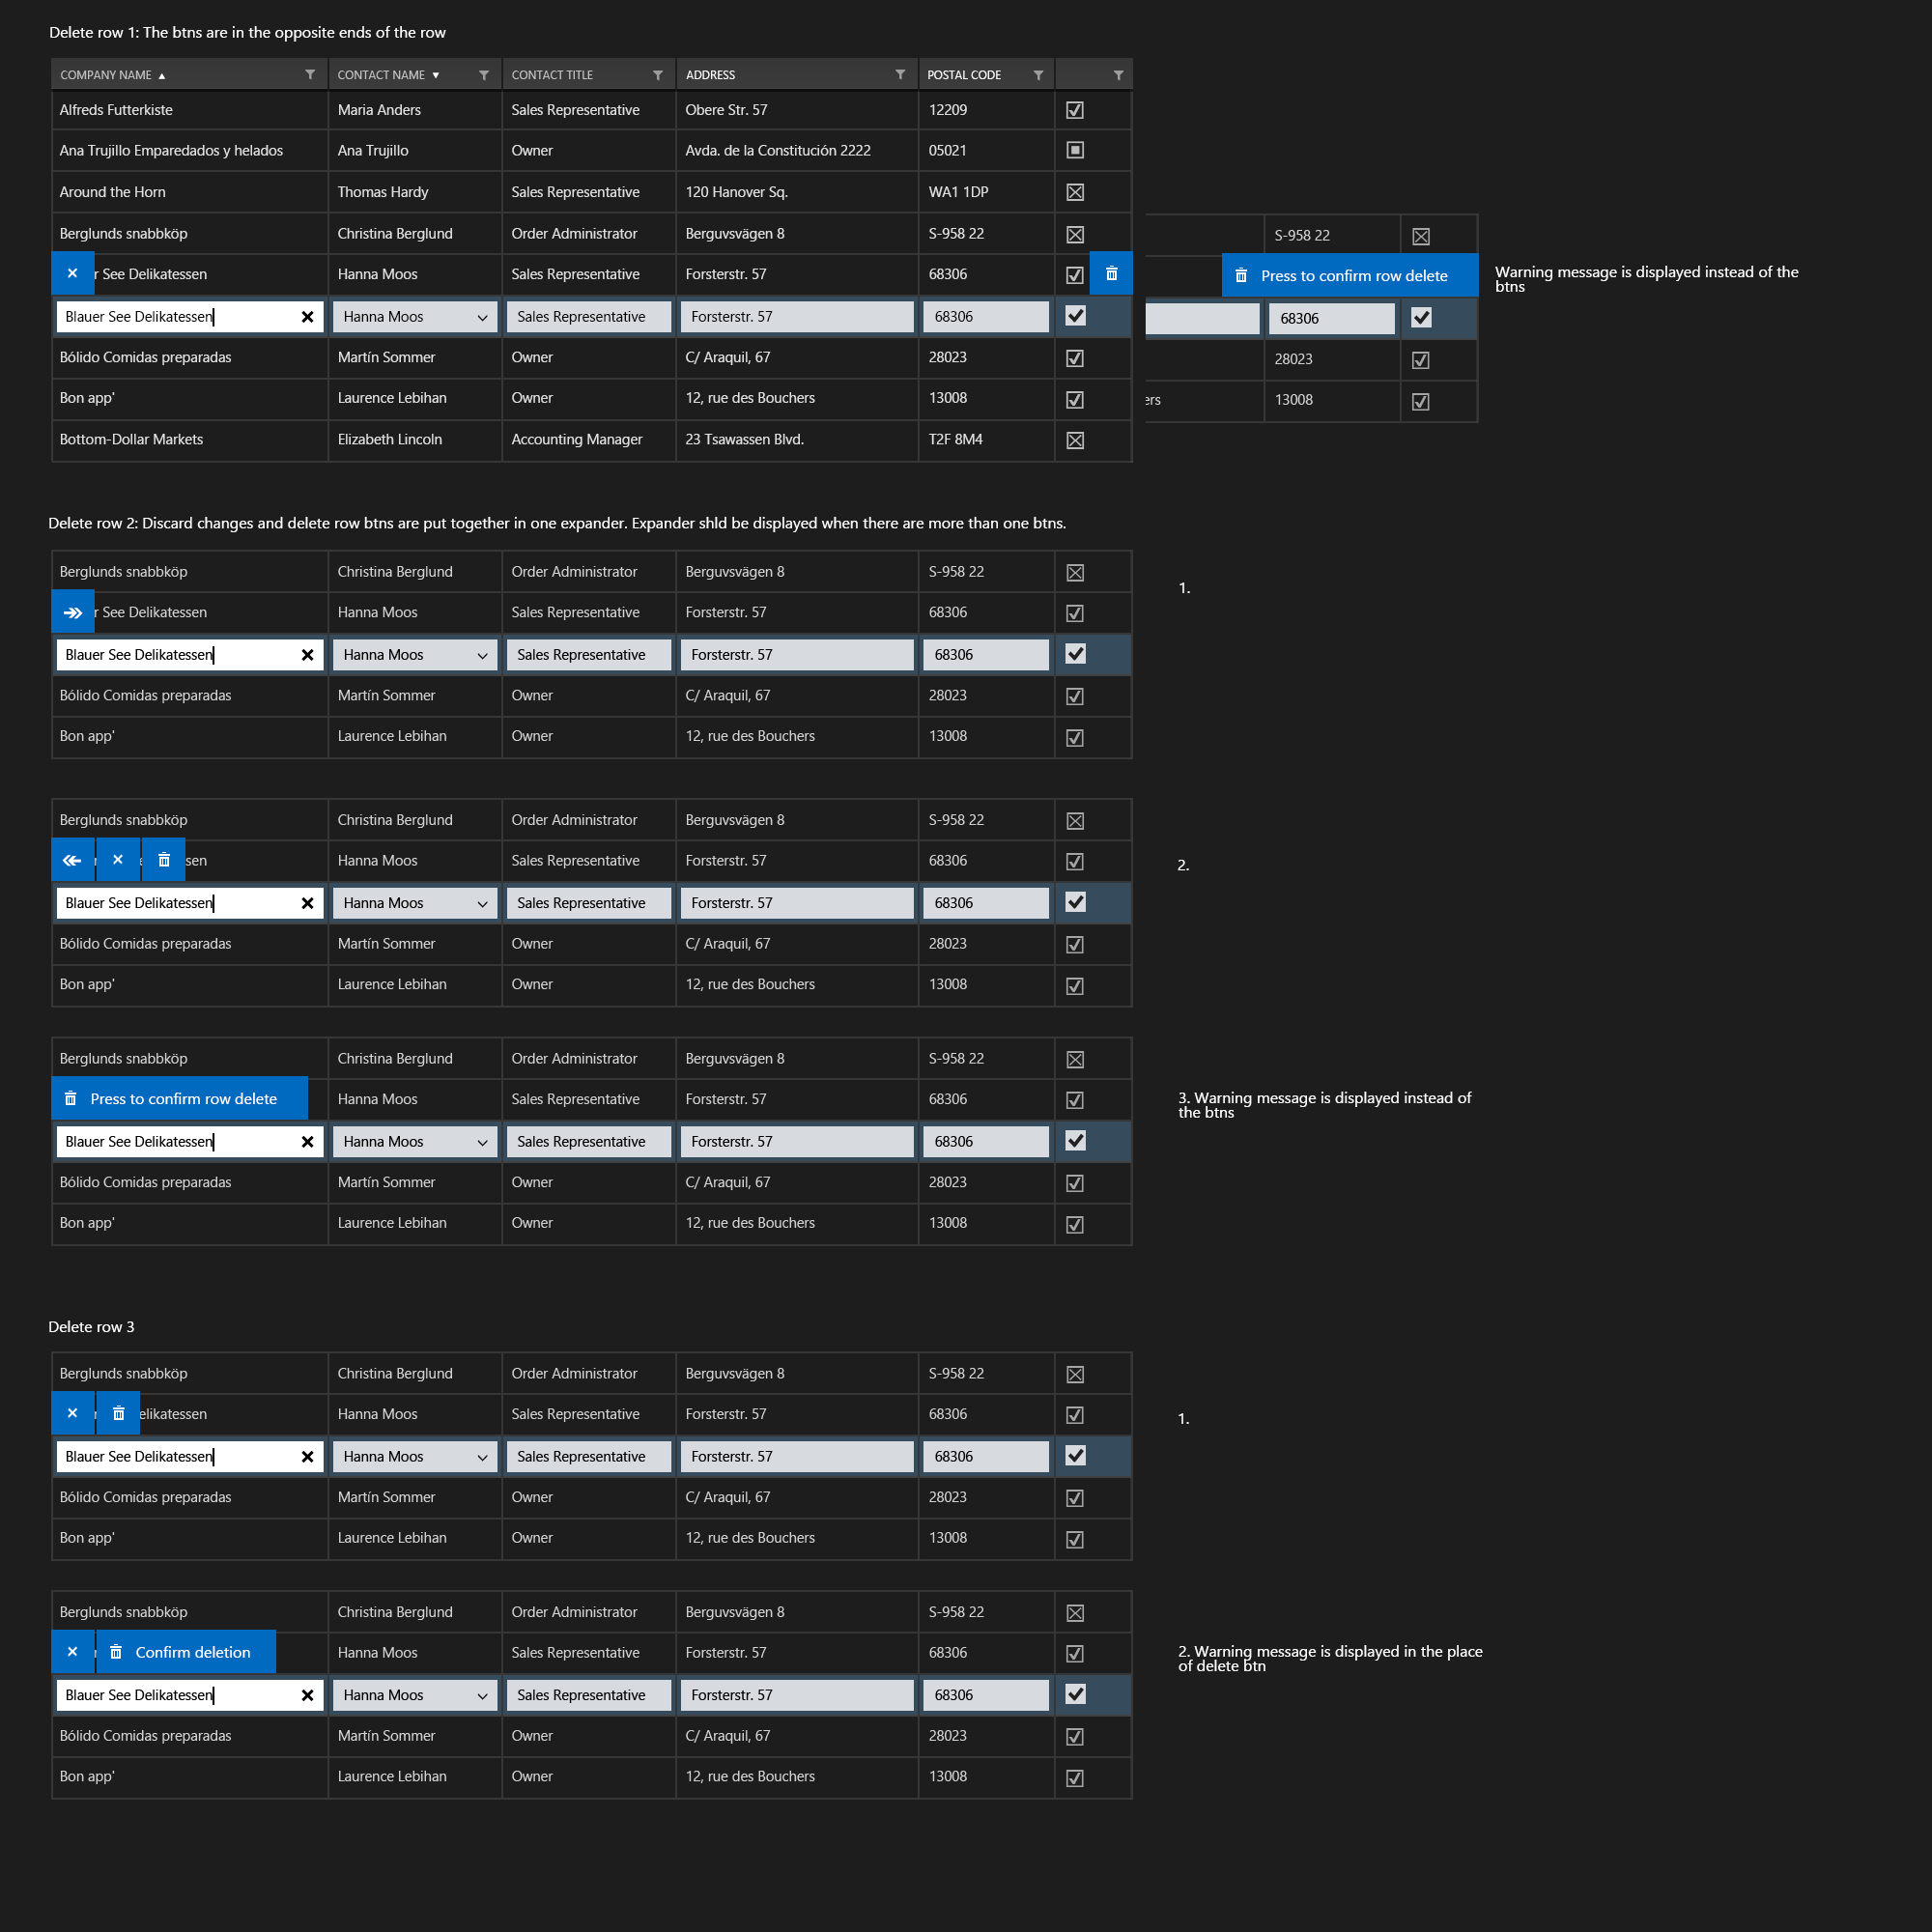 Delete row 1: The btns are in the opposite ends of the row
COMPANY NAME CONTACT NAME CONTACT TITLE ADDRESS POSTAL CODE
Alfreds Futterkiste Maria Anders Sales Representative Obere Str. 57 12209
Ana Trujillo Emparedados y helados Ana Trujillo Owner Avda. de la Constitución 2222 05021
Around the Horn Thomas Hardy Sales Representative 120 Hanover Sq. WA1 1DP
Berglunds snabbköp Christina Berglund Order Administrator Berguvsvägen 8 S-958 22
r See Delikatessen Hanna Moos Sales Representative Forsterstr. 57 68306
Blauer See Delikatessen Hanna Moos Sales Representative Forsterstr. 57 68306
Bólido Comidas preparadas Martín Sommer Owner C/ Araquil, 67 28023
Bon app' Laurence Lebihan Owner 12, rue des Bouchers 13008
Bottom-Dollar Markets Elizabeth Lincoln Accounting Manager 23 Tsawassen Blvd. T2F 8M4
S-958 22
Press to confirm row delete
68306
28023
ers 13008
Warning message is displayed instead of the
btns
Delete row 2: Discard changes and delete row btns are put together in one expander. Expander shld be displayed when there are more than one btns.
Berglunds snabbköp Christina Berglund Order Administrator Berguvsvägen 8 S-958 22
r See Delikatessen Hanna Moos Sales Representative Forsterstr. 57 68306
Blauer See Delikatessen Hanna Moos Sales Representative Forsterstr. 57 68306
Bólido Comidas preparadas Martín Sommer Owner C/ Araquil, 67 28023
Bon app' Laurence Lebihan Owner 12, rue des Bouchers 13008
1.
Berglunds snabbköp Christina Berglund Order Administrator Berguvsvägen 8 S-958 22
sen Hanna Moos Sales Representative Forsterstr. 57 68306
Blauer See Delikatessen Hanna Moos Sales Representative Forsterstr. 57 68306
Bólido Comidas preparadas Martín Sommer Owner C/ Araquil, 67 28023
Bon app' Laurence Lebihan Owner 12, rue des Bouchers 13008
2.
Berglunds snabbköp Christina Berglund Order Administrator Berguvsvägen 8 S-958 22
Press to confirm row delete Hanna Moos Sales Representative Forsterstr. 57 68306
Blauer See Delikatessen Hanna Moos Sales Representative Forsterstr. 57 68306
Bólido Comidas preparadas Martín Sommer Owner C/ Araquil, 67 28023
Bon app' Laurence Lebihan Owner 12, rue des Bouchers 13008
3. Warning message is displayed instead of
the btns
Delete row 3
Berglunds snabbköp Christina Berglund Order Administrator Berguvsvägen 8 S-958 22
elikatessen Hanna Moos Sales Representative Forsterstr. 57 68306
Blauer See Delikatessen Hanna Moos Sales Representative Forsterstr. 57 68306
Bólido Comidas preparadas Martín Sommer Owner C/ Araquil, 67 28023
Bon app' Laurence Lebihan Owner 12, rue des Bouchers 13008
1.
Berglunds snabbköp Christina Berglund Order Administrator Berguvsvägen 8 S-958 22
Confirm deletion Hanna Moos Sales Representative Forsterstr. 57 68306
Blauer See Delikatessen Hanna Moos Sales Representative Forsterstr. 57 68306
Bólido Comidas preparadas Martín Sommer Owner C/ Araquil, 67 28023
Bon app' Laurence Lebihan Owner 12, rue des Bouchers 13008
2. Warning message is displayed in the place
of delete btn